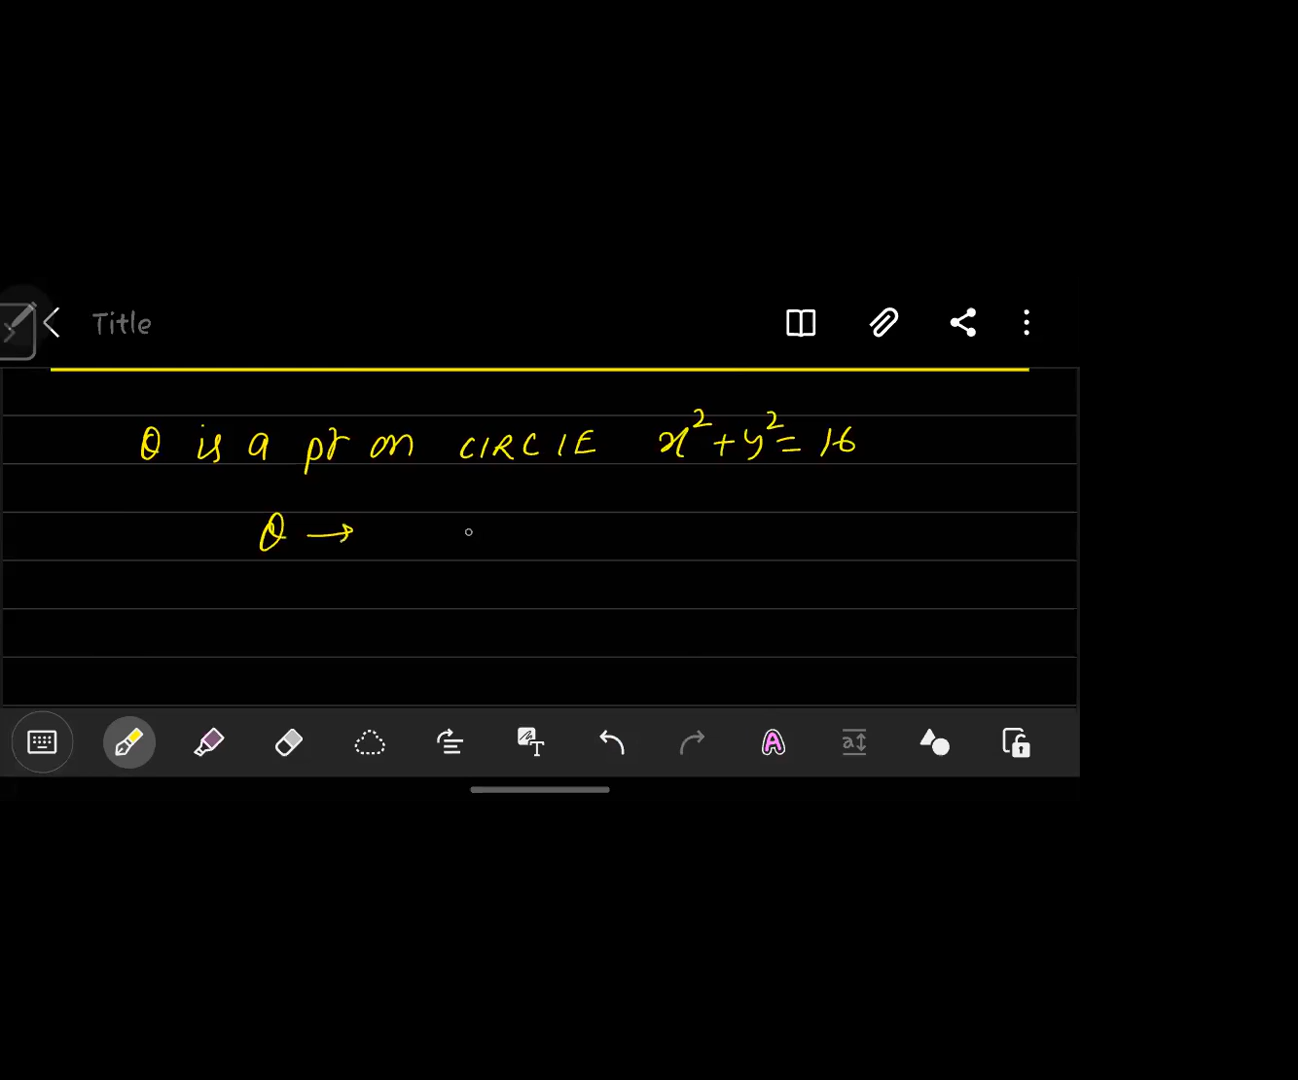 Title
θ is a pt on CIRCLE x²+y²= 16
θ →